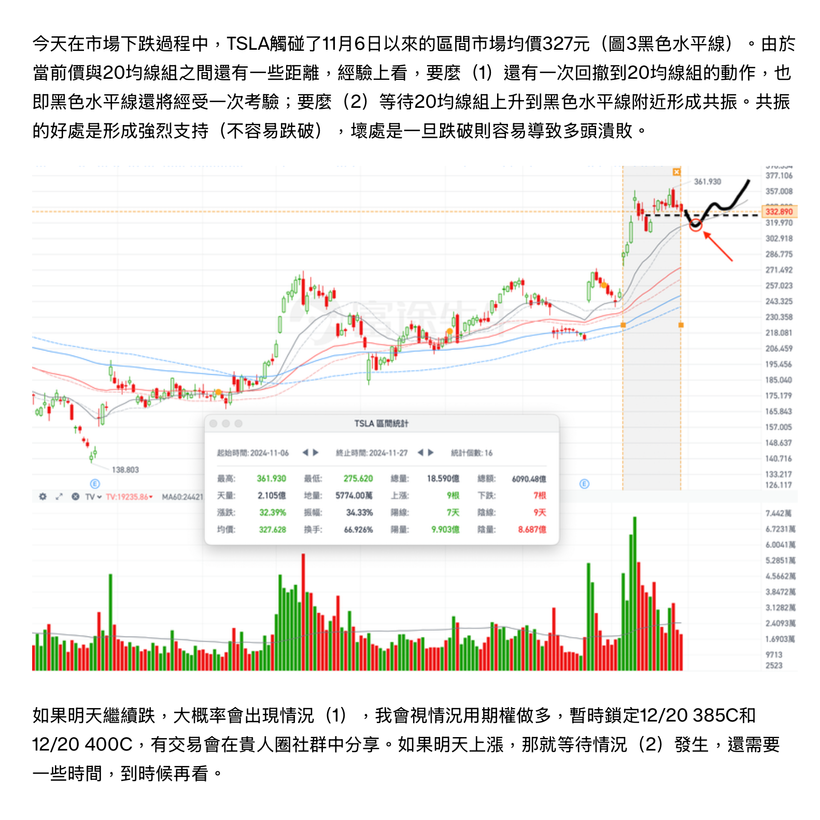 今天在市場下跌過程中，TSLA觸碰了11月6日以來的區間市場均價327元（圖3黑色水平線）。由於
當前價與20均線組之間還有一些距離，經驗上看，要麼（1）還有一次回撤到20均線組的動作，也
即黑色水平線還將經受一次考驗；要麼（2）等待20均線組上升到黑色水平線附近形成共振。共振
的好處是形成強烈支持（不容易跌破），壞處是一旦跌破則容易導致多頭潰敗。
377.106
361.930
357.008
332.890
319.970
302.918
286.775
271.492
257.023
243.325
230.358
218.081
206.459
195.456
185.040
175.179
165.843
157.005
148.637
140.716
133.217
126.117
138.803
TSLA 區間統計
起始時間: 2024-11-06 終止時間: 2024-11-27 統計個數: 16
最高: 361.930 最低: 275.620 總量: 18.590億 總額: 6090.48億
天量: 2.105億 地量: 5774.00萬 上漲: 9根 下跌: 7根
漲跌: 32.39% 振幅: 34.33% 陽線: 7天 陰線: 9天
均價: 327.628 換手: 66.926% 陽量: 9.903億 陰量: 8.687億
E
E
TV TV:19235.86 MA60:24421
7.442萬
6.7231萬
6.0041萬
5.2851萬
4.5662萬
3.8472萬
3.1282萬
2.4093萬
1.6903萬
9713
2523
如果明天繼續跌，大概率會出現情況（1），我會視情況用期權做多，暫時鎖定12/20 385C和
12/20 400C，有交易會在貴人圈社群中分享。如果明天上漲，那就等待情況（2）發生，還需要
一些時間，到時候再看。